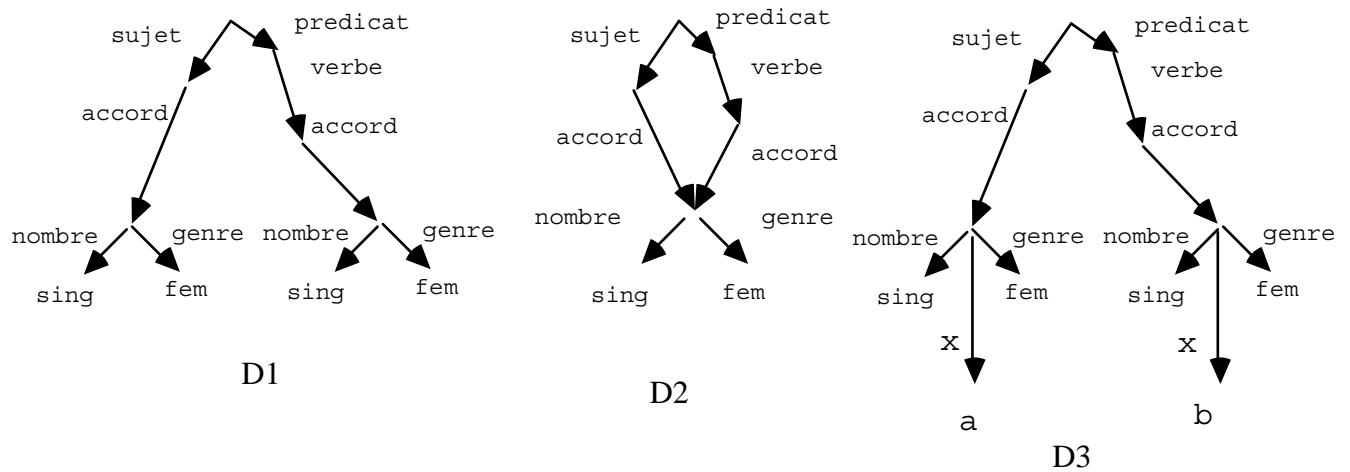 sujet
predicat
verbe
accord
accord
nombre
genre
nombre
genre
sing
fem
sing
fem
D1
sujet
predicat
verbe
accord
accord
nombre
genre
sing
fem
D2
sujet
predicat
verbe
accord
accord
nombre
genre
nombre
genre
sing
fem
sing
fem
x
x
a
b
D3